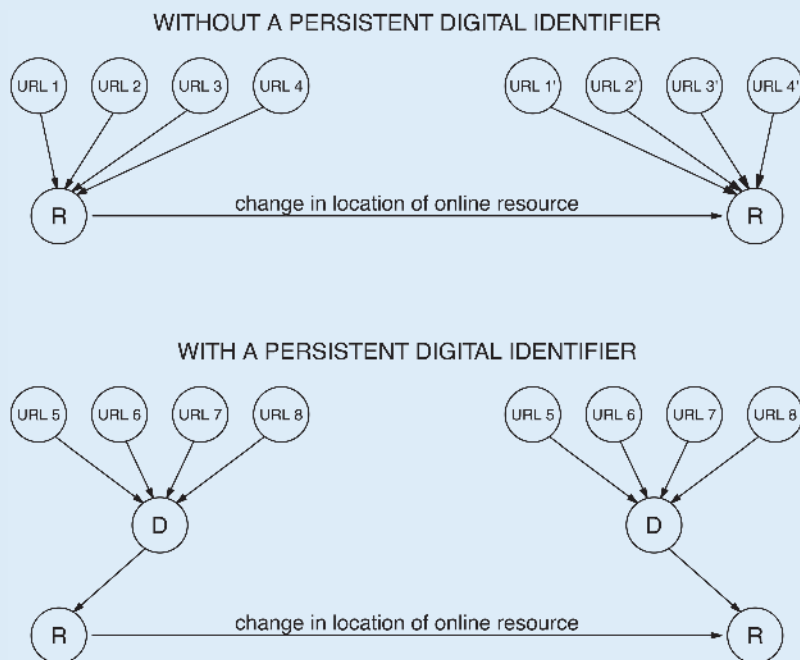 WITHOUT A PERSISTENT DIGITAL IDENTIFIER
URL 1 URL 2 URL 3 URL 4 URL 1' URL 2' URL 3' URL 4'
change in location of online resource
R R
WITH A PERSISTENT DIGITAL IDENTIFIER
URL 5 URL 6 URL 7 URL 8 URL 5 URL 6 URL 7 URL 8
D D
change in location of online resource
R R